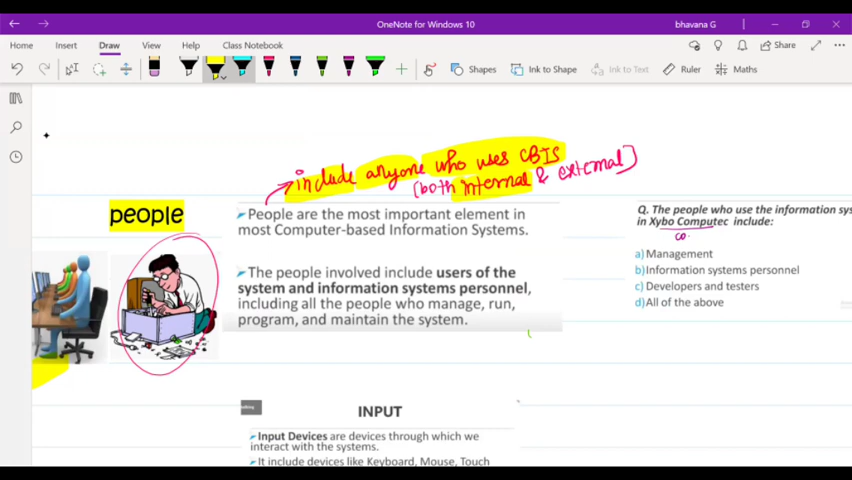 OneNote for Windows 10
bhavana G
Home Insert Draw View Help Class Notebook
Share
Shapes
Ink to Shape
Ink to Text
Ruler
Maths
include anyone who uses CBIS
(both internal & external]
people
People are the most important element in
most Computer-based Information Systems.
The people involved include users of the
system and information systems personnel,
including all the people who manage, run,
program, and maintain the system.
Q. The people who use the information sys
in Xybo Computec include:
co
a) Management
b) Information systems personnel
c) Developers and testers
d) All of the above
INPUT
Input Devices are devices through which we
interact with the systems.
It include devices like Keyboard, Mouse, Touch